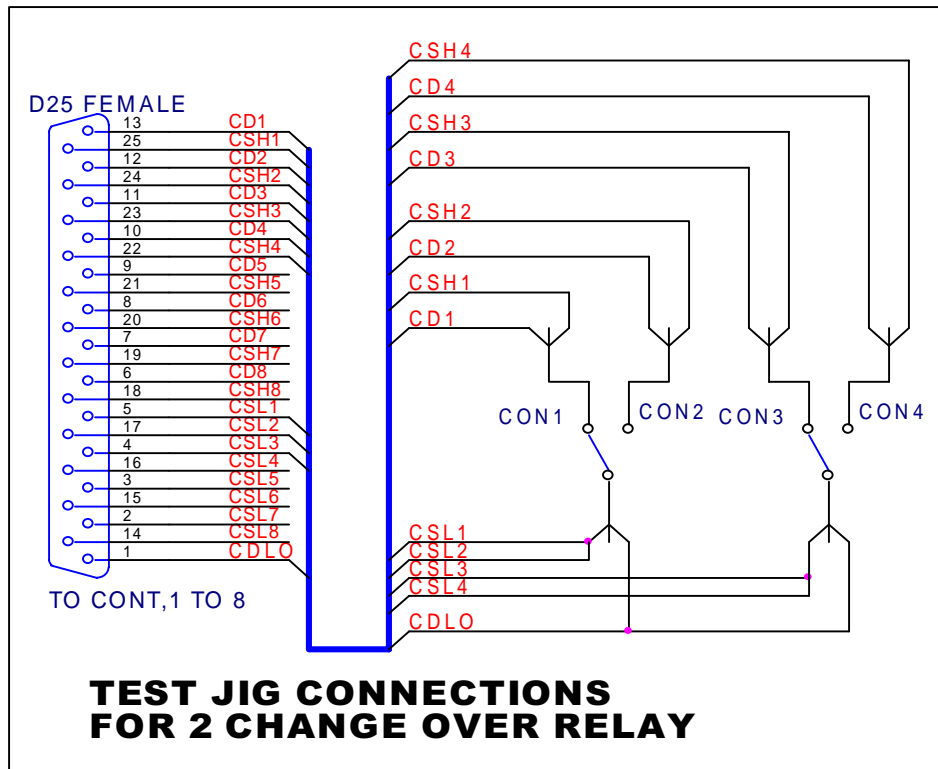 D25 FEMALE
13 CD1
25 CSH1
12 CD2
24 CSH2
11 CD3
23 CSH3
10 CD4
22 CSH4
9 CD5
21 CSH5
8 CD6
20 CSH6
7 CD7
19 CSH7
6 CD8
18 CSH8
5 CSL1
17 CSL2
4 CSL3
16 CSL4
3 CSL5
15 CSL6
2 CSL7
14 CSL8
1 CDLO
TO CONT,1 TO 8
CSH4
CD4
CSH3
CD3
CSH2
CD2
CSH1
CD1
CON1 CON2 CON3 CON4
CSL1
CSL2
CSL3
CSL4
CDLO
TEST JIG CONNECTIONS
FOR 2 CHANGE OVER RELAY